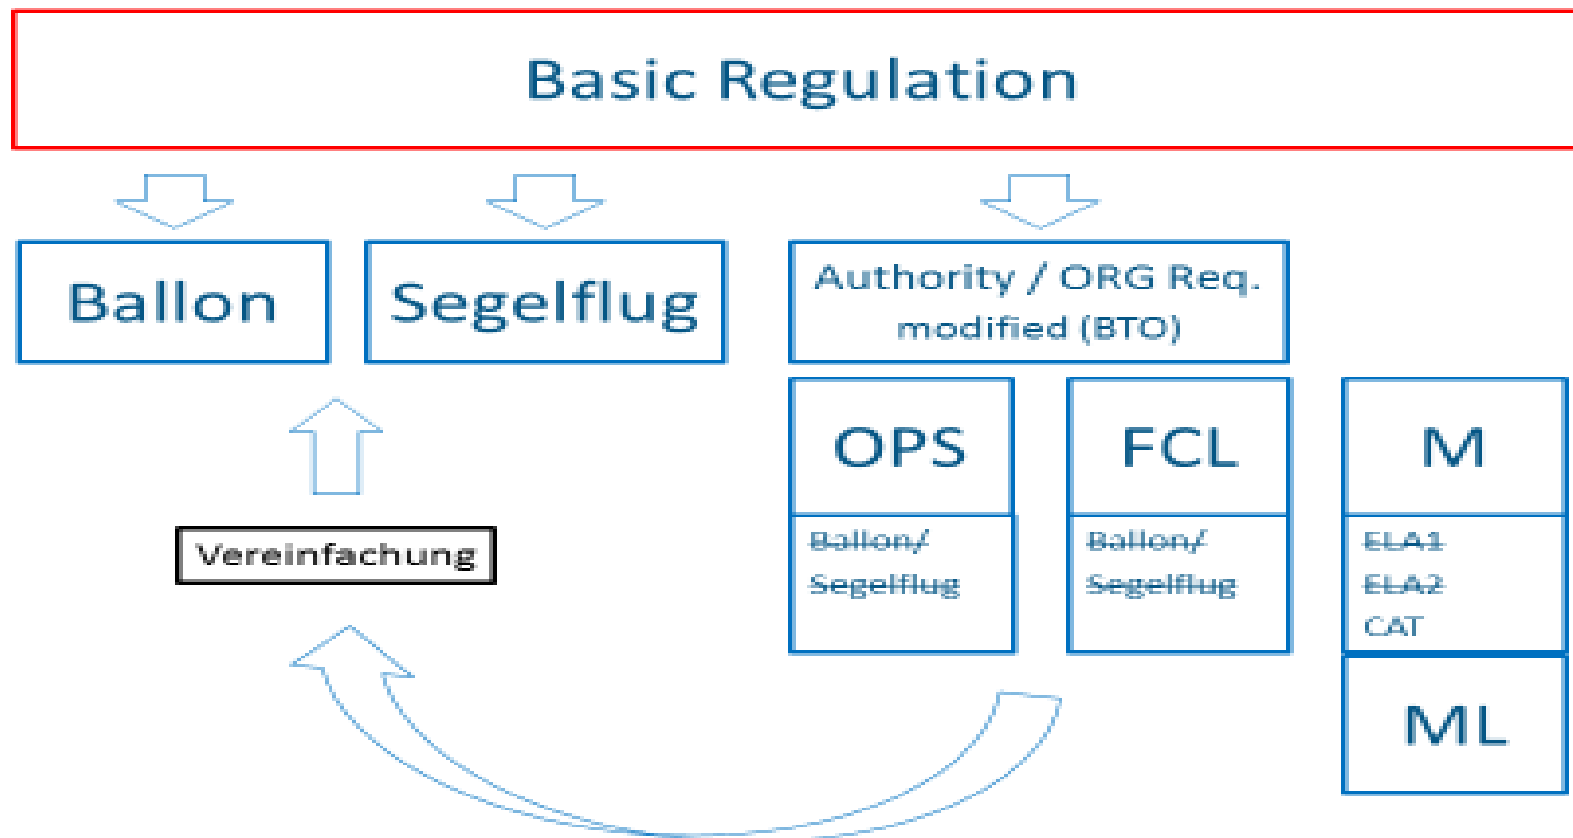 Basic Regulation
Ballon
Segelflug
Authority / ORG Req.
modified (BTO)
OPS
FCL
M
Vereinfachung
Ballon/
Segelflug
Ballon/
Segelflug
ELA1
ELA2
CAT
ML